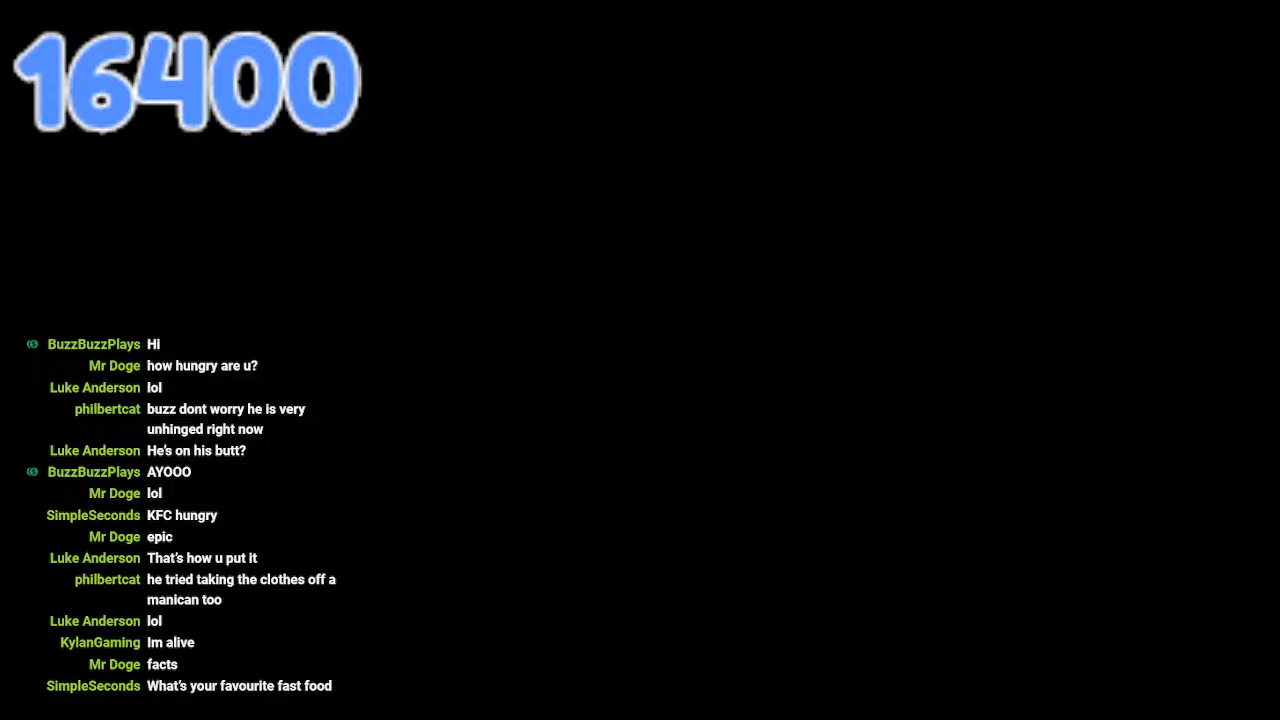 16400
BuzzBuzzPlays Hi
Mr Doge how hungry are u?
Luke Anderson lol
philbertcat buzz dont worry he is very
unhinged right now
Luke Anderson He's on his butt?
BuzzBuzzPlays AYOOO
Mr Doge lol
SimpleSeconds KFC hungry
Mr Doge epic
Luke Anderson That's how u put it
philbertcat he tried taking the clothes off a
manican too
Luke Anderson lol
KylanGaming Im alive
Mr Doge facts
SimpleSeconds What's your favourite fast food